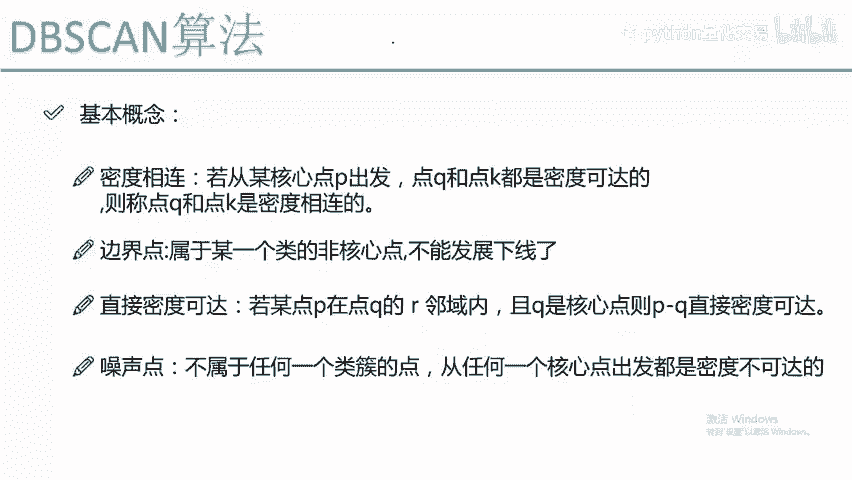 DBSCAN算法
基本概念：
密度相连：若从某核心点p出发，点q和点k都是密度可达的
,则称点q和点k是密度相连的。
边界点:属于某一个类的非核心点,不能发展下线了
直接密度可达：若某点p在点q的 r 邻域内，且q是核心点则p-q直接密度可达。
噪声点：不属于任何一个类簇的点，从任何一个核心点出发都是密度不可达的
激活 Windows
转到"设置"以激活 Windows。